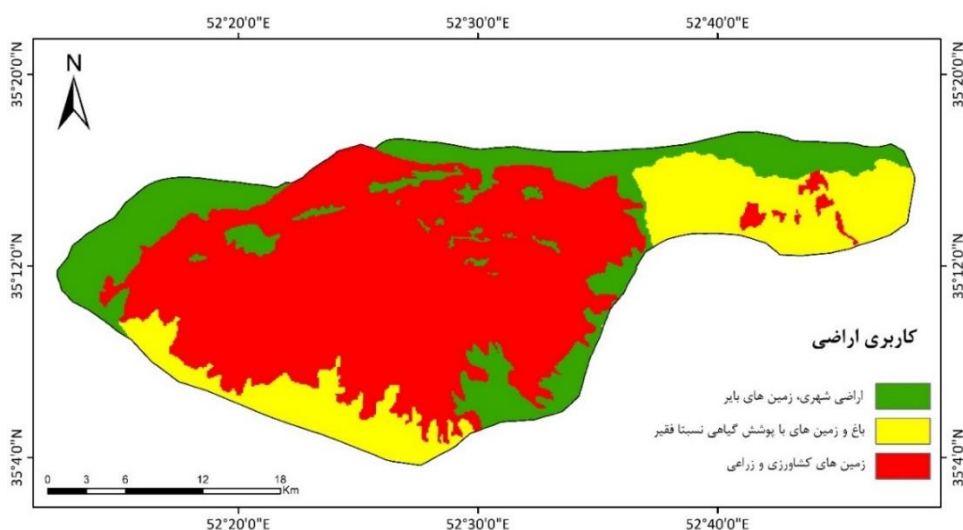 52°20'0"E 52°30'0"E 52°40'0"E
N
35°20'0"N 35°20'0"N
35°12'0"N 35°12'0"N
کاربری اراضی
اراضی شهری، زمین های بایر
باغ و زمین های با پوشش گیاهی نسبتا فقیر
زمین های کشاورزی و زراعی
35°4'0"N 35°4'0"N
0 3 6 12 18
Km
52°20'0"E 52°30'0"E 52°40'0"E